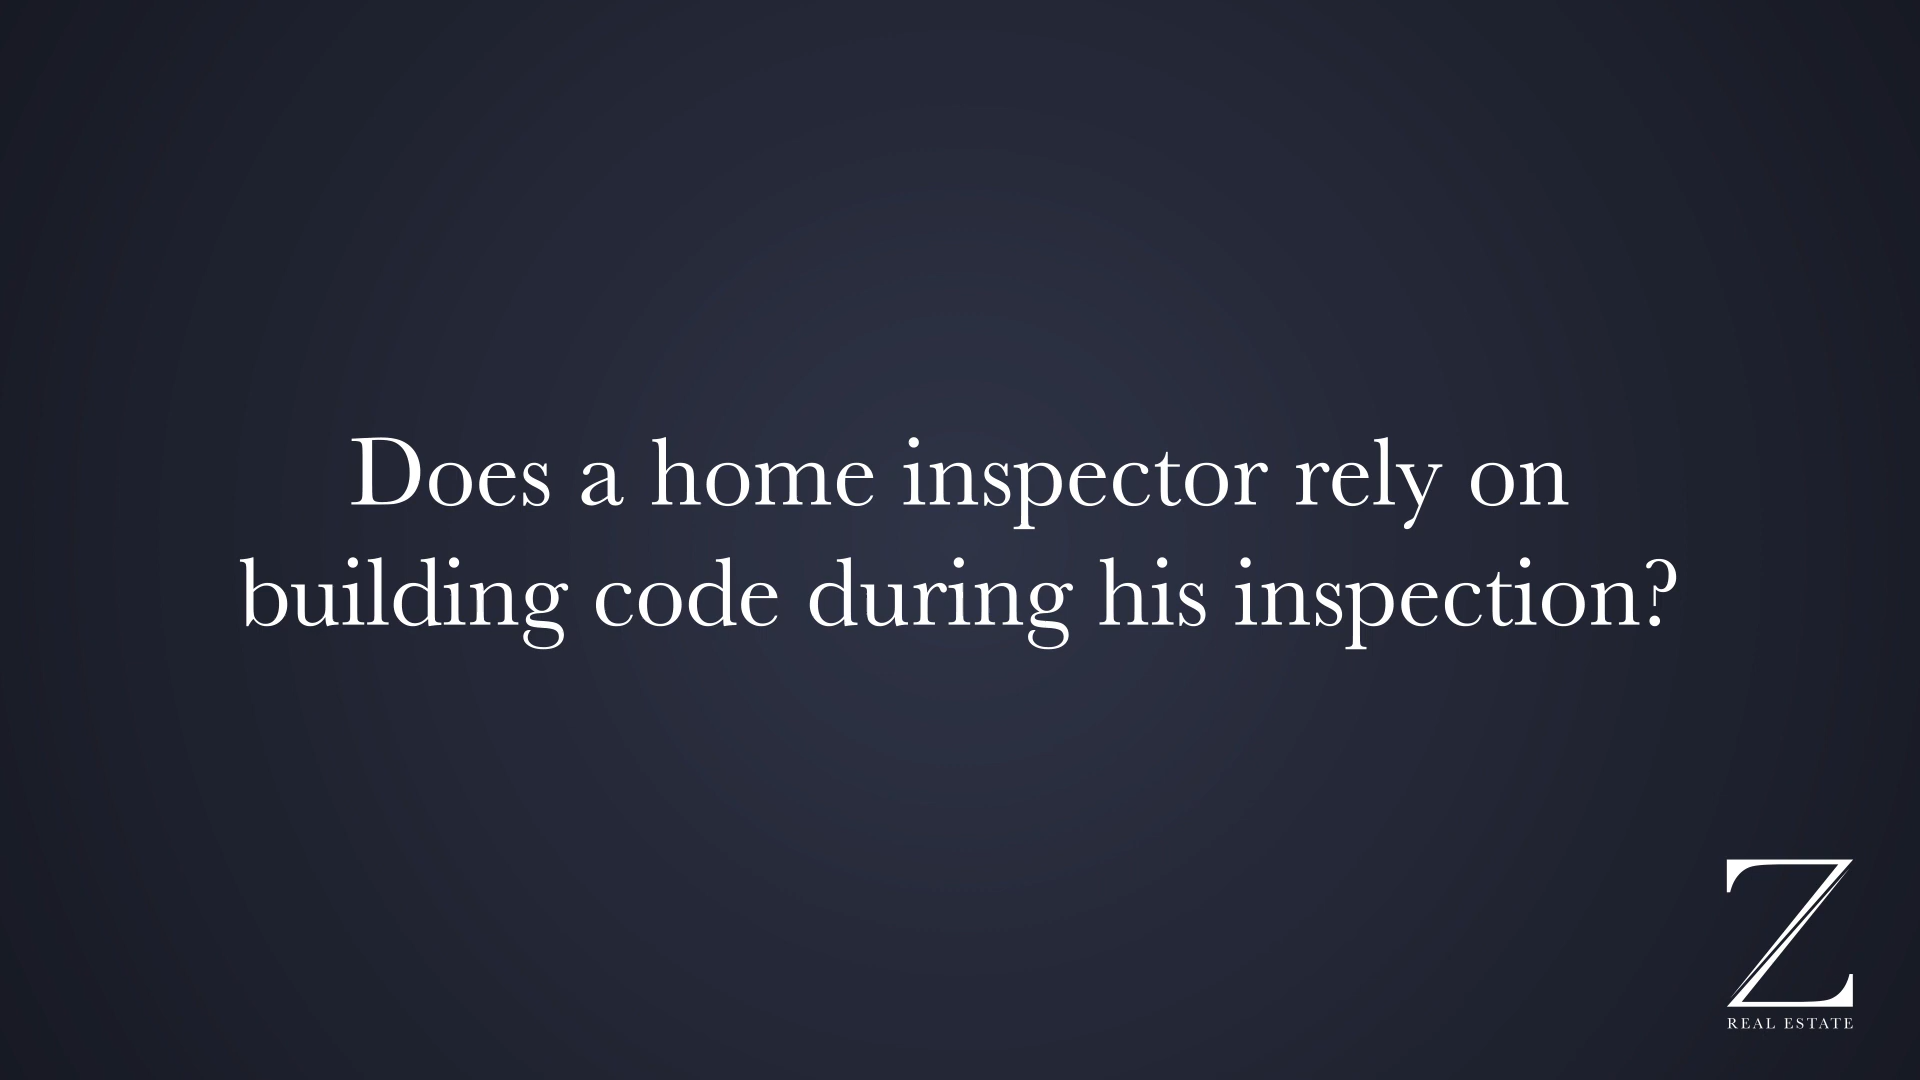 Does a home inspector rely on
building code during his inspection?
Z
REAL ESTATE